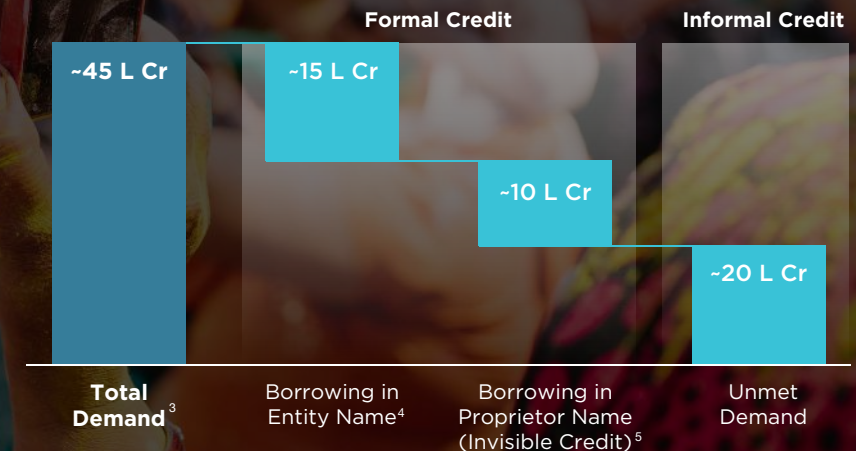 Formal Credit
Informal Credit
~45 L Cr
~15 L Cr
~10 L Cr
~20 L Cr
Total
Demand³
Borrowing in
Entity Name⁴
Borrowing in
Proprietor Name
(Invisible Credit)⁵
Unmet
Demand